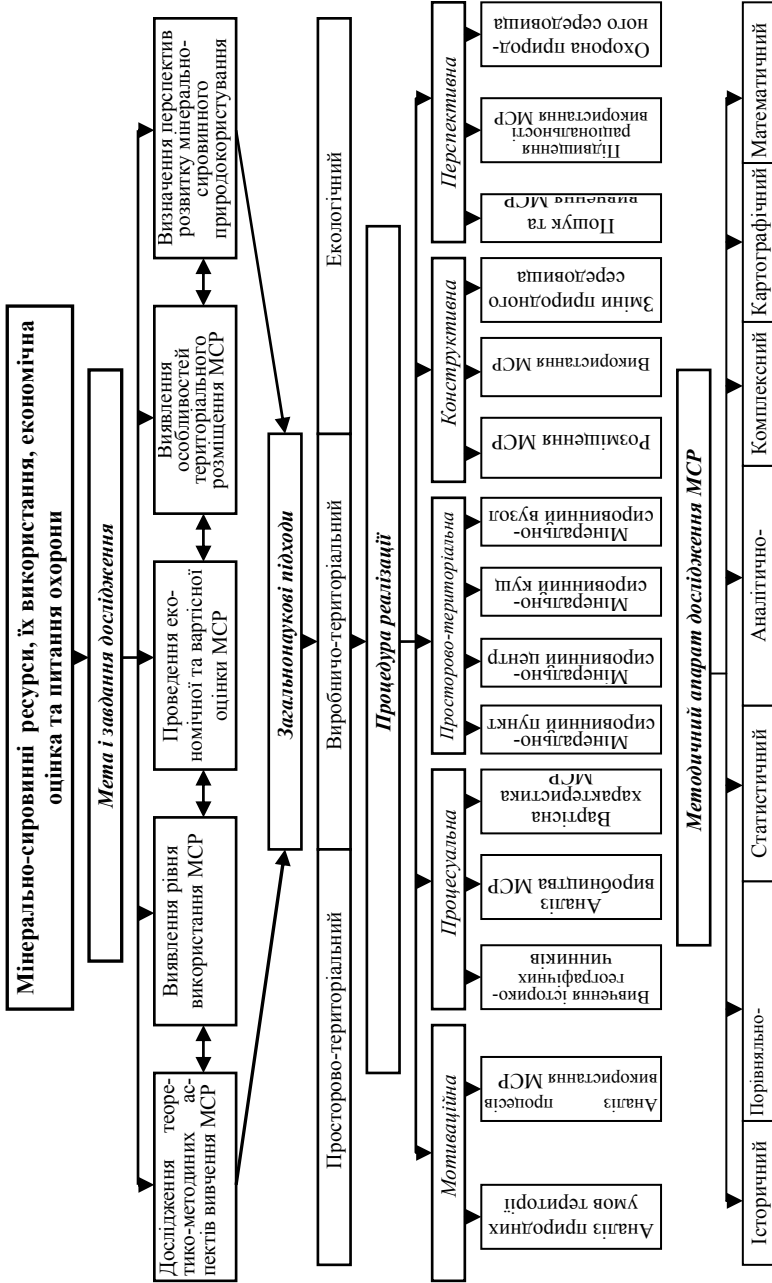 Мінерально-сировинні ресурси, їх використання, економічна
оцінка та питання охорони
Мета і завдання дослідження
Дослідження теоре-
тико-методиних ас-
пектів вивчення МСР
Виявлення рівня
використання МСР
Проведення еко-
номічної та вартісної
оцінки МСР
Виявлення
особливостей
територіального
розміщення МСР
Визначення перспектив
розвитку мінерально-
сировинного
природокористування
Загальнонаукові підходи
Просторово-територіальний
Виробничо-територіальний
Екологічний
Процедура реалізації
Мотиваційна
Процесуальна
Просторово-територіальна
Конструктивна
Перспективна
Аналіз природних
умов території
Аналіз процесів
використання МСР
Вивчення історико-
географічних
чинників
Аналіз
виробництва МСР
Вартісна
характеристика
МСР
Мінерально-
сировинний пункт
Мінерально-
сировинний центр
Мінерально-
сировинний кущ
Мінерально-
сировинний вузол
Розміщення МСР
Використання МСР
Зміни природного
середовища
Пошук та
вивчення МСР
Підвищення
раціональності
використання МСР
Охорона природ-
ного середовища
Методичний апарат дослідження МСР
Історичний
Порівняльно-
Статистичний
Аналітично-
Комплексний
Картографічний
Математичний